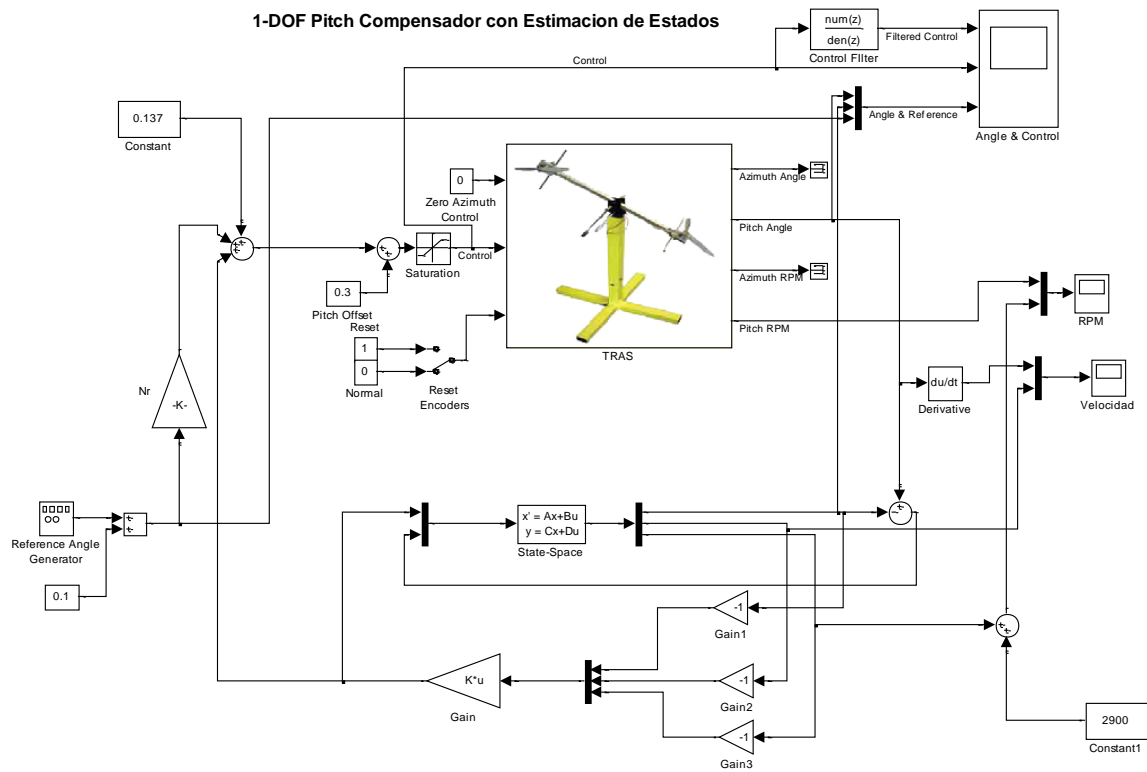 1-DOF Pitch Compensador con Estimacion de Estados
num(z)
den(z)
Control FIlter
Filtered Control
Control
Angle & Reference
Angle & Control
0.137
Constant
0
Zero Azimuth
Control
Azimuth Angle
Pitch Angle
Azimuth RPM
Pitch RPM
Saturation
Control
0.3
Pitch Offset
Reset
1
0
Normal
Reset
Encoders
TRAS
RPM
du/dt
Derivative
Velocidad
Nr
-K-
Reference Angle
Generator
0.1
x' = Ax+Bu
y = Cx+Du
State-Space
-1
Gain1
K*u
Gain
-1
Gain2
-1
Gain3
2900
Constant1